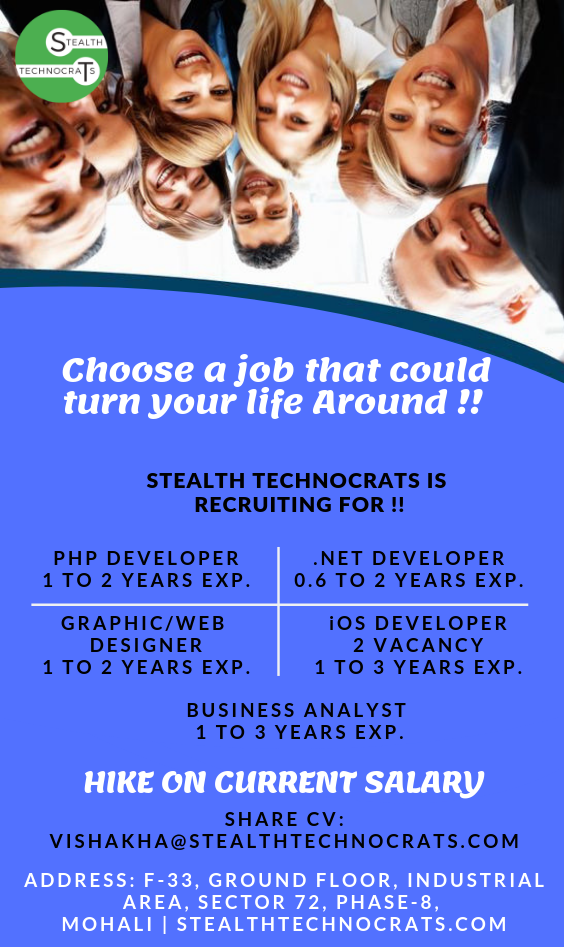 STEALTH
TECHNOCRATS
Choose a job that could
turn your life Around !!
STEALTH TECHNOCRATS IS
RECRUITING FOR !!
PHP DEVELOPER
1 TO 2 YEARS EXP.
.NET DEVELOPER
0.6 TO 2 YEARS EXP.
GRAPHIC/WEB
DESIGNER
1 TO 2 YEARS EXP.
iOS DEVELOPER
2 VACANCY
1 TO 3 YEARS EXP.
BUSINESS ANALYST
1 TO 3 YEARS EXP.
HIKE ON CURRENT SALARY
SHARE CV:
VISHAKHA@STEALTHTECHNOCRATS.COM
ADDRESS: F-33, GROUND FLOOR, INDUSTRIAL
AREA, SECTOR 72, PHASE-8,
MOHALI | STEALTHTECHNOCRATS.COM